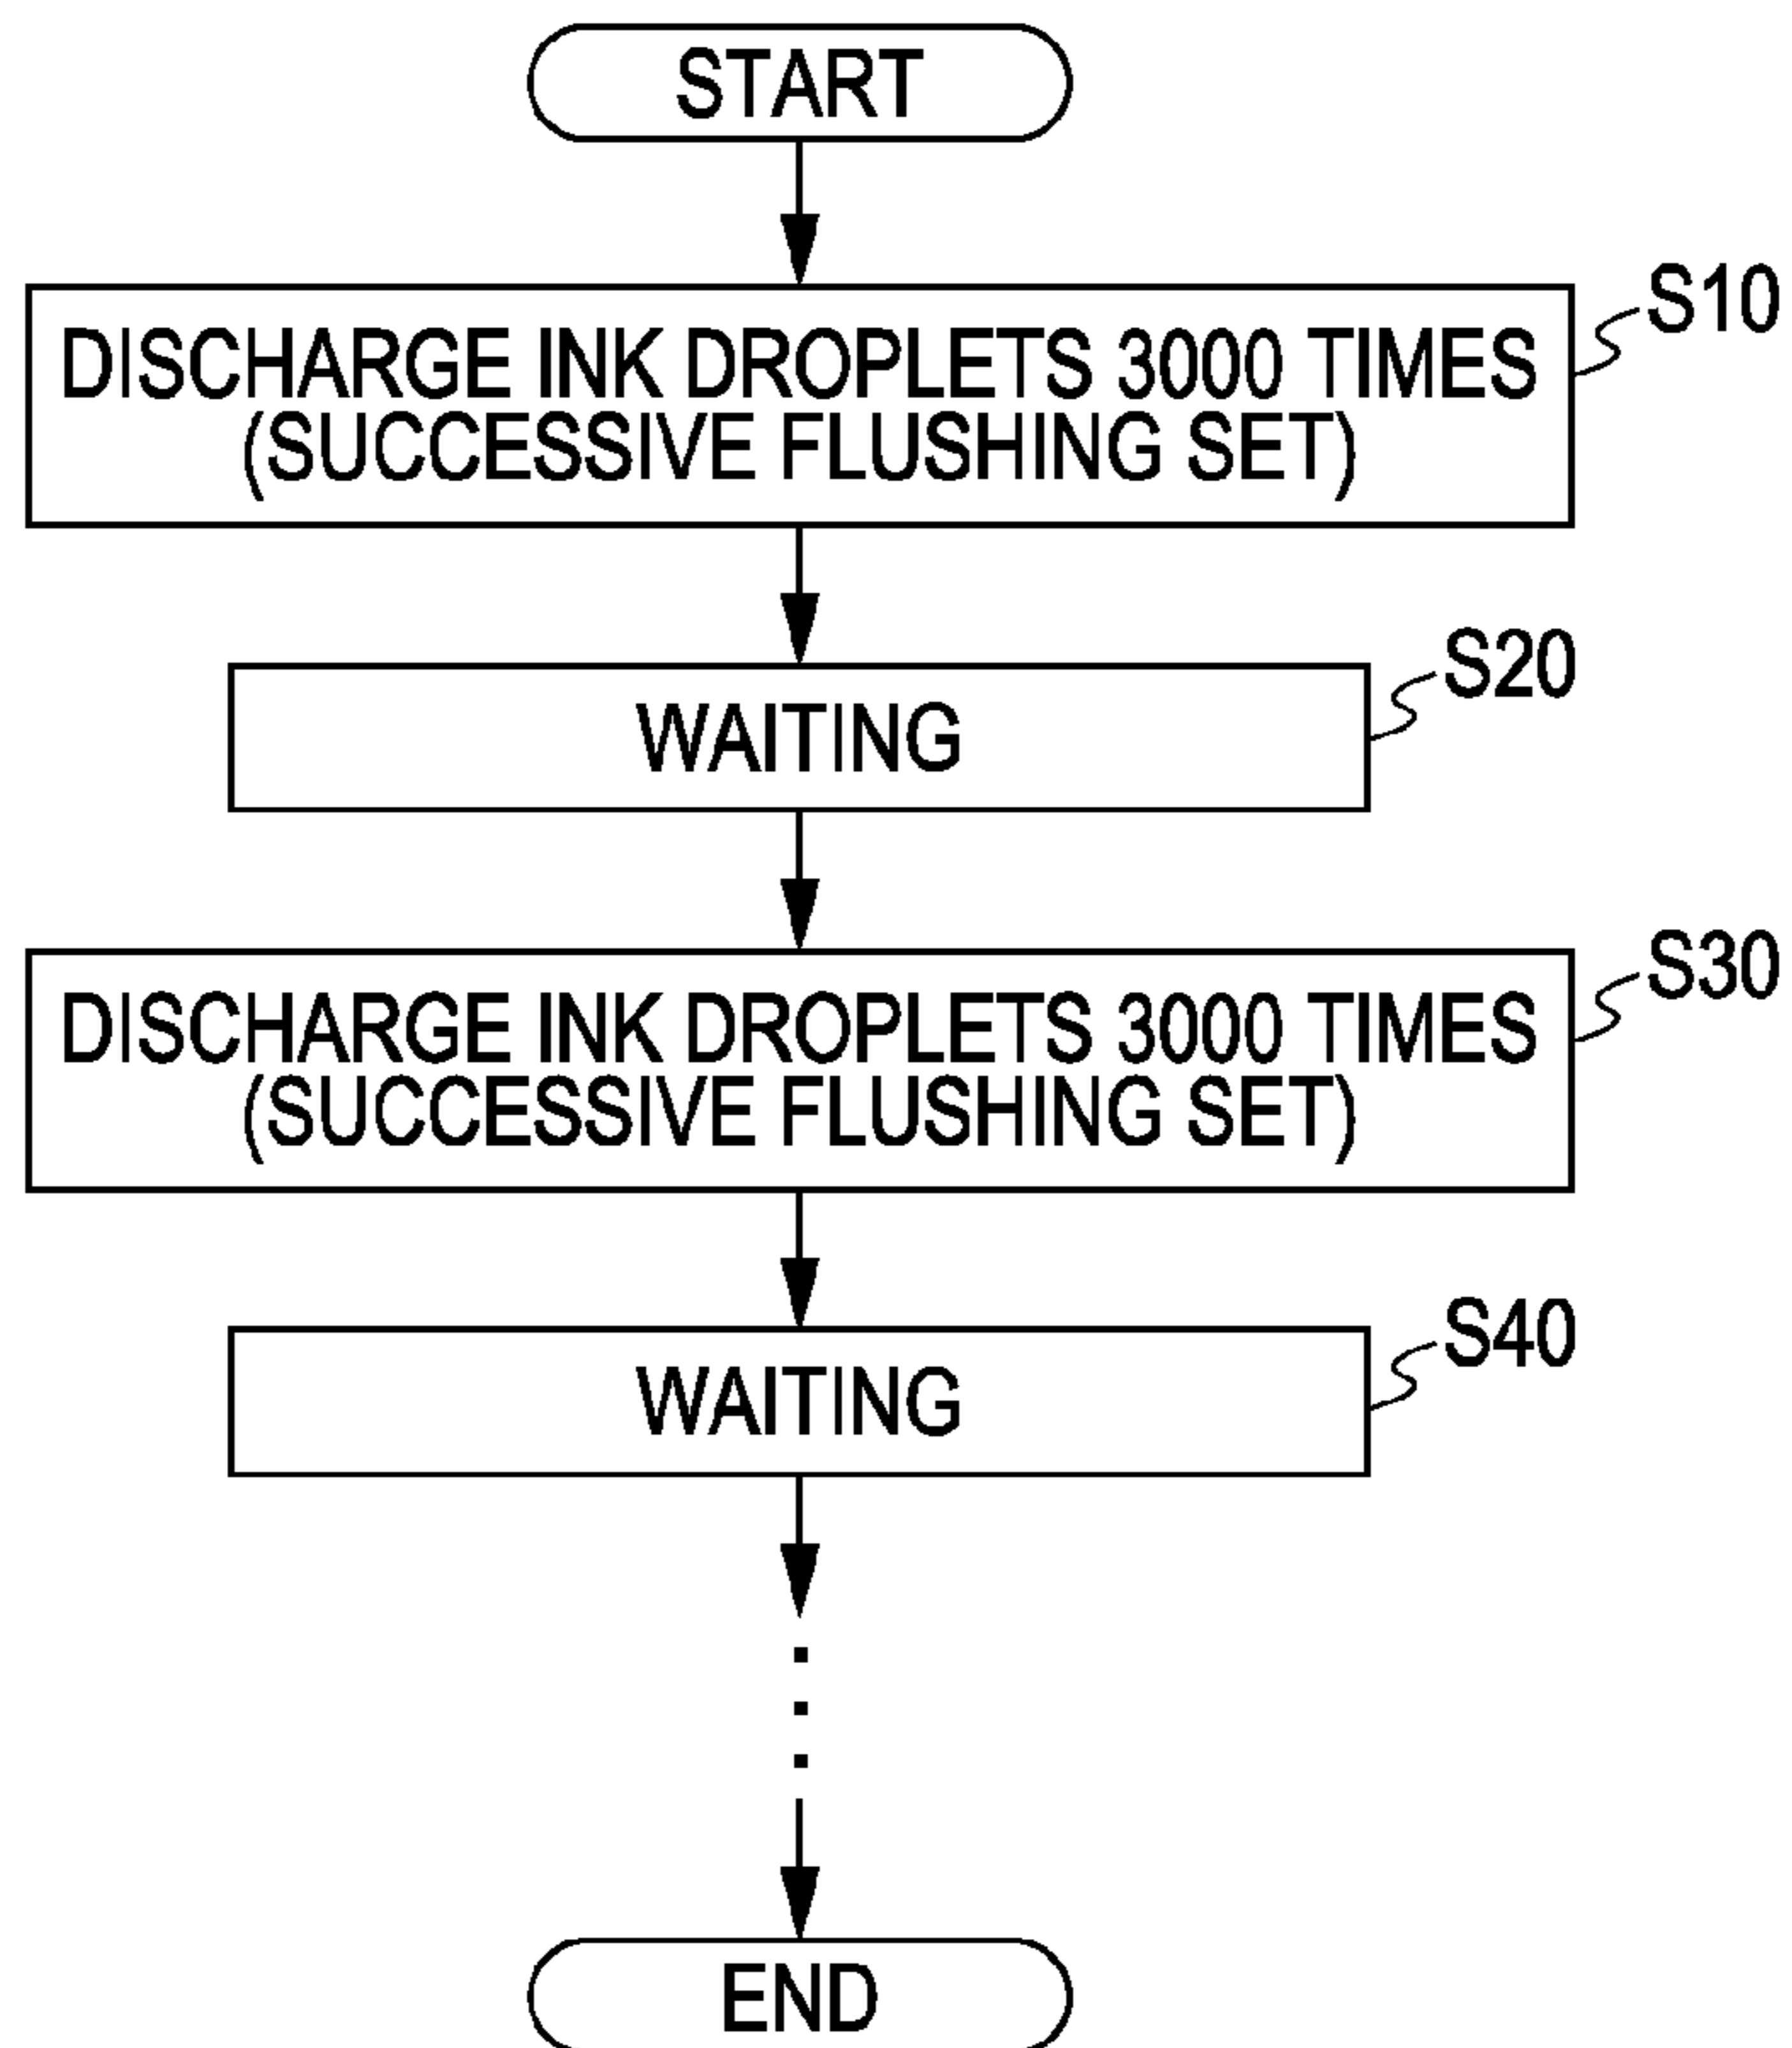 START
S10
DISCHARGE INK DROPLETS 3000 TIMES
(SUCCESSIVE FLUSHING SET)
S20
WAITING
S30
DISCHARGE INK DROPLETS 3000 TIMES
(SUCCESSIVE FLUSHING SET)
S40
WAITING
END